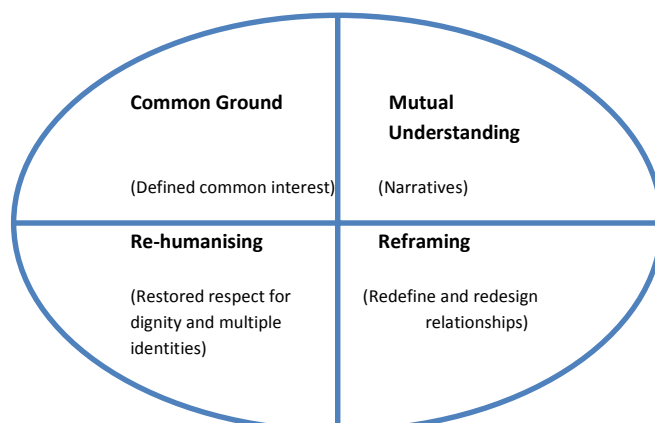 Common Ground
(Defined common interest)
Mutual
Understanding
(Narratives)
Re-humanising
(Restored respect for
dignity and multiple
identities)
Reframing
(Redefine and redesign
relationships)